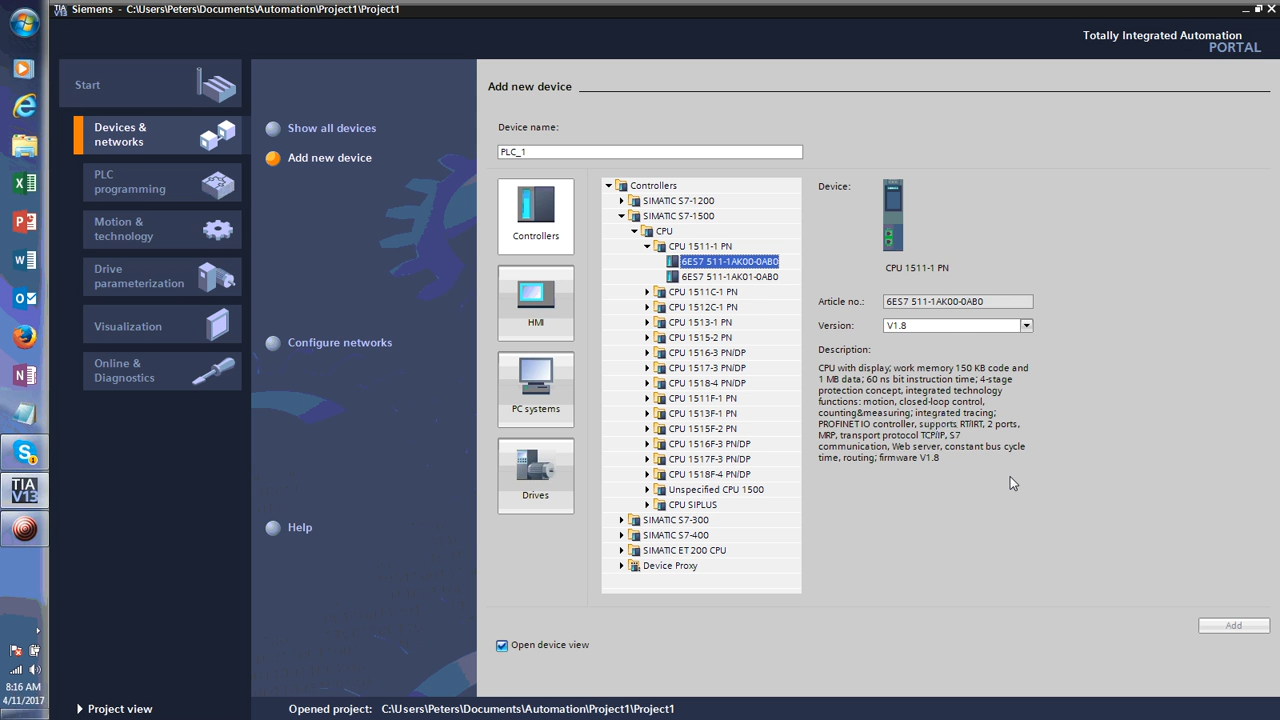 TIA V13 Siemens - C:\Users\Peters\Documents\Automation\Project1\Project1
Totally Integrated Automation
PORTAL
Start
Devices &
networks
PLC
programming
Motion &
technology
Drive
parameterization
Visualization
Online &
Diagnostics
Show all devices
Add new device
Configure networks
Help
Add new device
Device name:
PLC_1
Controllers
HMI
PC systems
Drives
Controllers
SIMATIC S7-1200
SIMATIC S7-1500
CPU
CPU 1511-1 PN
6ES7 511-1AK00-0AB0
6ES7 511-1AK01-0AB0
CPU 1511C-1 PN
CPU 1512C-1 PN
CPU 1513-1 PN
CPU 1515-2 PN
CPU 1516-3 PN/DP
CPU 1517-3 PN/DP
CPU 1518-4 PN/DP
CPU 1511F-1 PN
CPU 1513F-1 PN
CPU 1515F-2 PN
CPU 1516F-3 PN/DP
CPU 1517F-3 PN/DP
CPU 1518F-4 PN/DP
Unspecified CPU 1500
CPU SIPLUS
SIMATIC S7-300
SIMATIC S7-400
SIMATIC ET 200 CPU
Device Proxy
Device:
CPU 1511-1 PN
Article no.: 6ES7 511-1AK00-0AB0
Version: V1.8
Description:
CPU with display; work memory 150 KB code and
1 MB data; 60 ns bit instruction time; 4-stage
protection concept, integrated technology
functions: motion, closed-loop control,
counting&measuring; integrated tracing;
PROFINET IO controller, supports RT/IRT, 2 ports,
MRP, transport protocol TCP/IP, S7
communication, Web server, constant bus cycle
time, routing; firmware V1.8
Add
Open device view
TIA
V13
8:16 AM
4/11/2017
Project view
Opened project: C:\Users\Peters\Documents\Automation\Project1\Project1